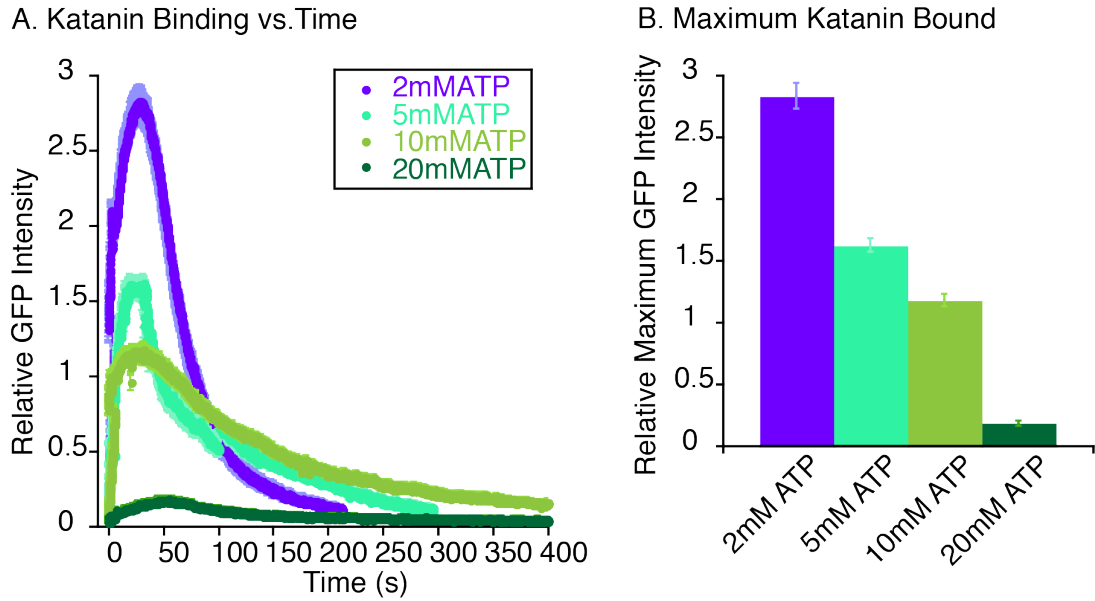 A. Katanin Binding vs.Time
Relative GFP Intensity
3
2.5
2
1.5
1
0.5
0
2mMATP
5mMATP
10mMATP
20mMATP
0 50 100 150 200 250 300 350 400
Time (s)
B. Maximum Katanin Bound
Relative Maximum GFP Intensity
3
2.5
2
1.5
1
0.5
0
2mM ATP
5mM ATP
10mM ATP
20mM ATP